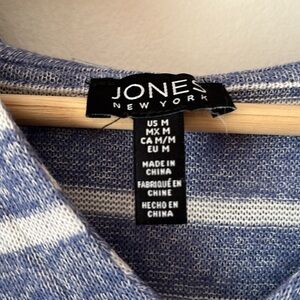 JONES
NEW YORK
US M
MX M
CA M/M
EU M
MADE IN
CHINA
FABRIQUÉ EN
CHINE
HECHO EN
CHINA